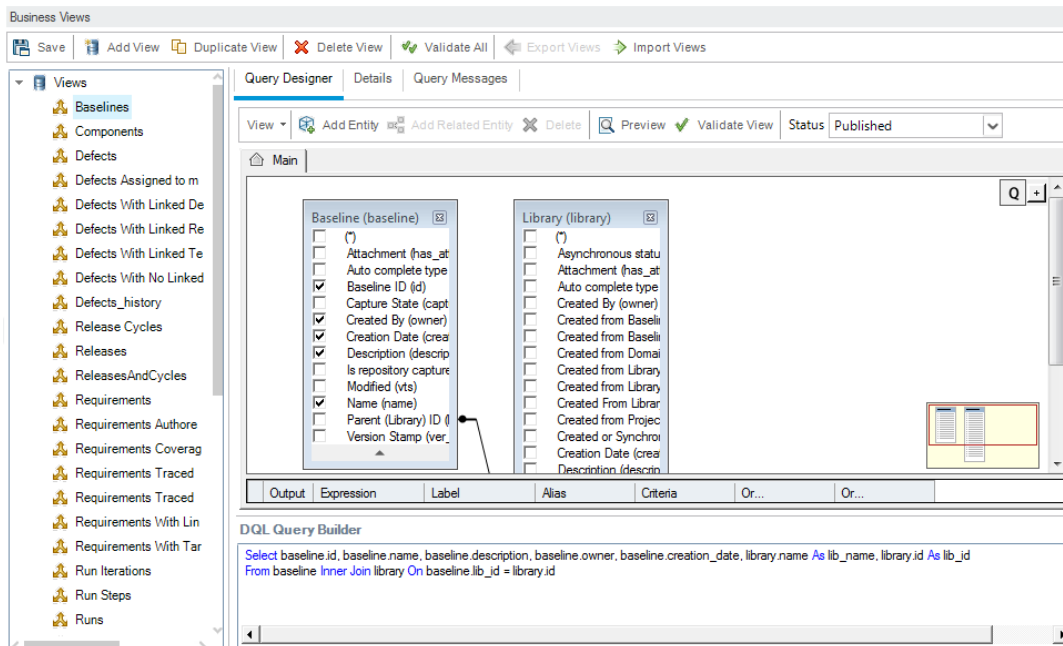 Business Views
Save Add View Duplicate View Delete View Validate All Export Views Import Views
Views
Baselines
Components
Defects
Defects Assigned to m
Defects With Linked De
Defects With Linked Re
Defects With Linked Te
Defects With No Linked
Defects_history
Release Cycles
Releases
ReleasesAndCycles
Requirements
Requirements Authore
Requirements Coverag
Requirements Traced
Requirements Traced
Requirements With Lin
Requirements With Tar
Run Iterations
Run Steps
Runs
Query Designer Details Query Messages
View Add Entity Add Related Entity Delete Preview Validate View Status Published
Main
Q +
Baseline (baseline)
(*)
Attachment (has_at
Auto complete type
Baseline ID (id)
Capture State (capt
Created By (owner)
Creation Date (crea
Description (descrip
Is repository capture
Modified (vts)
Name (name)
Parent (Library) ID (
Version Stamp (ver_
Library (library)
(*)
Asynchronous statu
Attachment (has_at
Auto complete type
Created By (owner)
Created from Baseli
Created from Baseli
Created from Domai
Created from Library
Created from Library
Created From Librar
Created from Projec
Created or Synchro
Creation Date (crea
Description (descrip
Output Expression Label Alias Criteria Or... Or...
DQL Query Builder
Select baseline.id, baseline.name, baseline.description, baseline.owner, baseline.creation_date, library.name As lib_name, library.id As lib_id
From baseline Inner Join library On baseline.lib_id = library.id